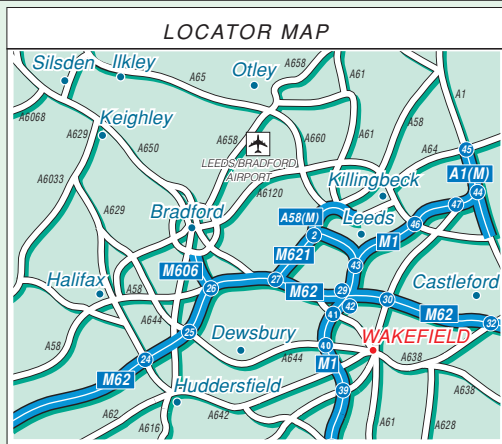 LOCATOR MAP
Silsden
Ilkley
A65
Otley
A658
A61
A1
A6068
A629
Keighley
A650
A658
A660
A61
A58
A64
45
LEEDS/BRADFORD
AIRPORT
A6033
A629
A6120
Killingbeck
A1(M)
44
47
Bradford
A58(M)
Leeds
46
2
M1
M621
43
M606
Halifax
A58
26
27
M62
29
42
30
Castleford
M62
32
A644
41
25
Dewsbury
WAKEFIELD
A58
24
40
A644
M1
A638
M62
Huddersfield
39
A638
A62
A642
A616
A61
A628